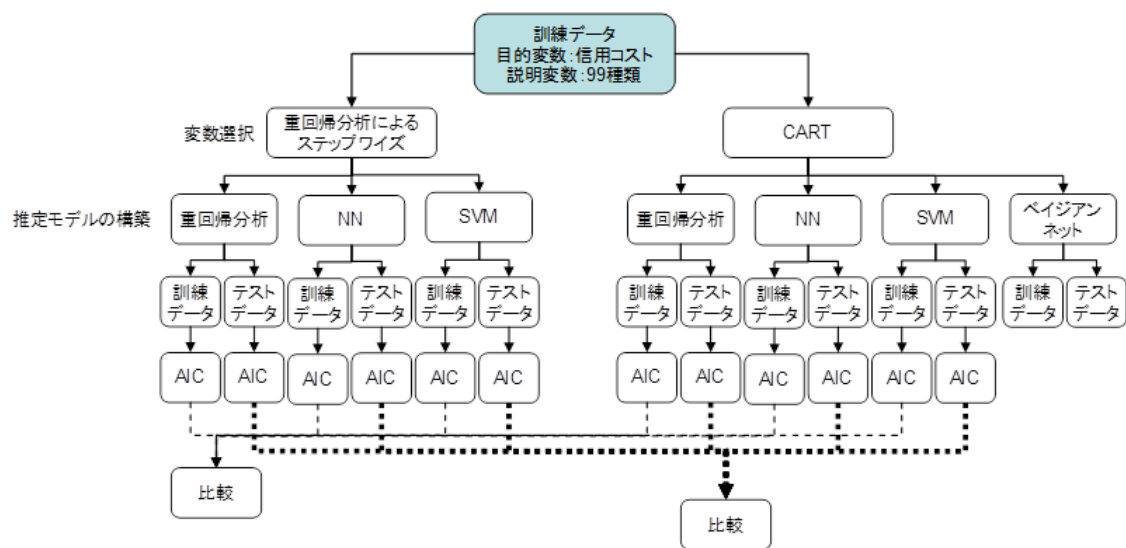 訓練データ
目的変数:信用コスト
説明変数:99種類
変数選択
重回帰分析による
ステップワイズ
CART
推定モデルの構築
重回帰分析
NN
SVM
重回帰分析
NN
SVM
ベイジアン
ネット
訓練
データ
テスト
データ
訓練
データ
テスト
データ
訓練
データ
テスト
データ
訓練
データ
テスト
データ
訓練
データ
テスト
データ
訓練
データ
テスト
データ
訓練
データ
テスト
データ
AIC
AIC
AIC
AIC
AIC
AIC
AIC
AIC
AIC
AIC
AIC
AIC
比較
比較